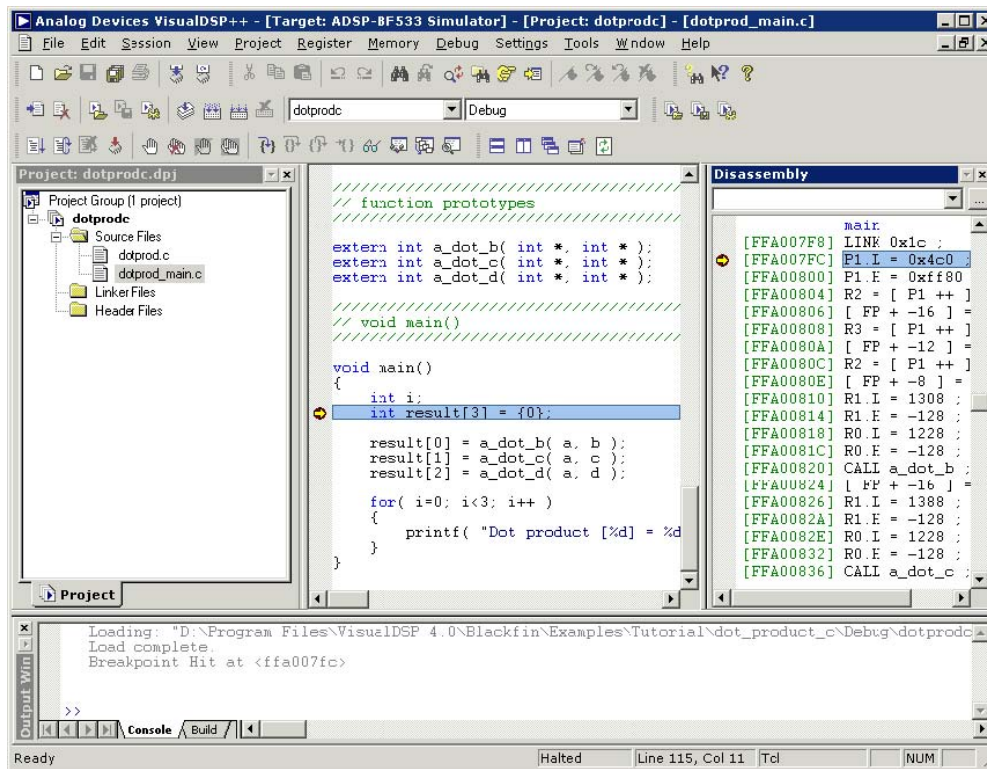 Analog Devices VisualDSP++ - [Target: ADSP-BF533 Simulator] - [Project: dotprodc] - [dotprod_main.c]
File Edit Session View Project Register Memory Debug Settings Tools Window Help
dotprodc Debug
Project: dotprodc.dpj
Project Group (1 project)
dotprodc
Source Files
dotprod.c
dotprod_main.c
Linker Files
Header Files
Project
////////////////////////////////////
// function prototypes
////////////////////////////////////
extern int a_dot_b( int *, int * );
extern int a_dot_c( int *, int * );
extern int a_dot_d( int *, int * );
////////////////////////////////////
// void main()
////////////////////////////////////
void main()
{
int i;
int result[3] = {0};
result[0] = a_dot_b( a, b );
result[1] = a_dot_c( a, c );
result[2] = a_dot_d( a, d );
for( i=0; i<3; i++ )
{
printf( "Dot product [%d] = %d
}
}
Disassembly
main
[FFA007F8] LINK 0x1c ;
[FFA007FC] P1.L = 0x4c0 ;
[FFA00800] P1.H = 0xff80
[FFA00804] R2 = [ P1 ++ ]
[FFA00806] [ FP + -16 ] =
[FFA00808] R3 = [ P1 ++ ]
[FFA0080A] [ FP + -12 ] =
[FFA0080C] R2 = [ P1 ++ ]
[FFA0080E] [ FP + -8 ] =
[FFA00810] R1.L = 1308 ;
[FFA00814] R1.H = -128 ;
[FFA00818] R0.L = 1228 ;
[FFA0081C] R0.H = -128 ;
[FFA00820] CALL a_dot_b ;
[FFA00824] [ FP + -16 ] =
[FFA00826] R1.L = 1388 ;
[FFA0082A] R1.H = -128 ;
[FFA0082E] R0.L = 1228 ;
[FFA00832] R0.H = -128 ;
[FFA00836] CALL a_dot_c ;
Output Win
Loading: "D:\Program Files\VisualDSP 4.0\Blackfin\Examples\Tutorial\dot_product_c\Debug\dotprodc
Load complete.
Breakpoint Hit at <ffa007fc>
>>
Console Build
Ready Halted Line 115, Col 11 Tcl NUM